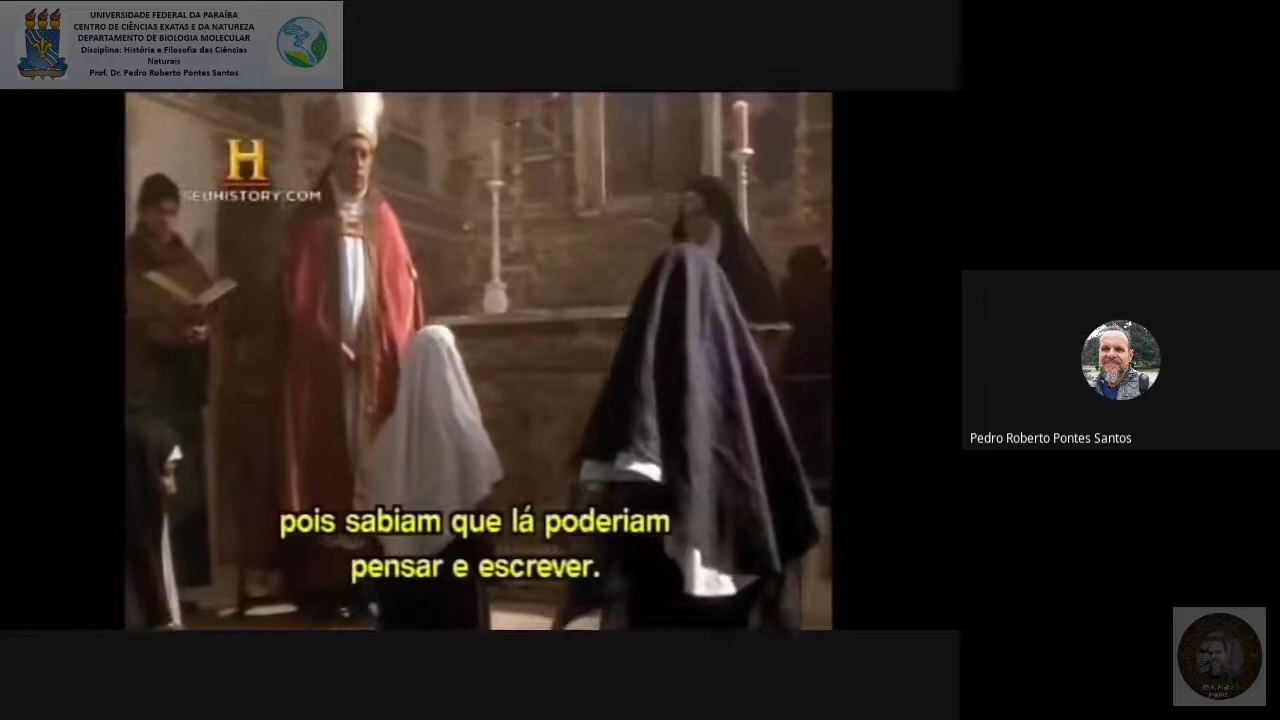 UNIVERSIDADE FEDERAL DA PARAÍBA
CENTRO DE CIÊNCIAS EXATAS E DA NATUREZA
DEPARTAMENTO DE BIOLOGIA MOLECULAR
Disciplina: História e Filosofia das Ciências
Naturais
Prof. Dr. Pedro Roberto Pontes Santos
H
SEUHISTORY.COM
pois sabiam que lá poderiam
pensar e escrever.
Pedro Roberto Pontes Santos